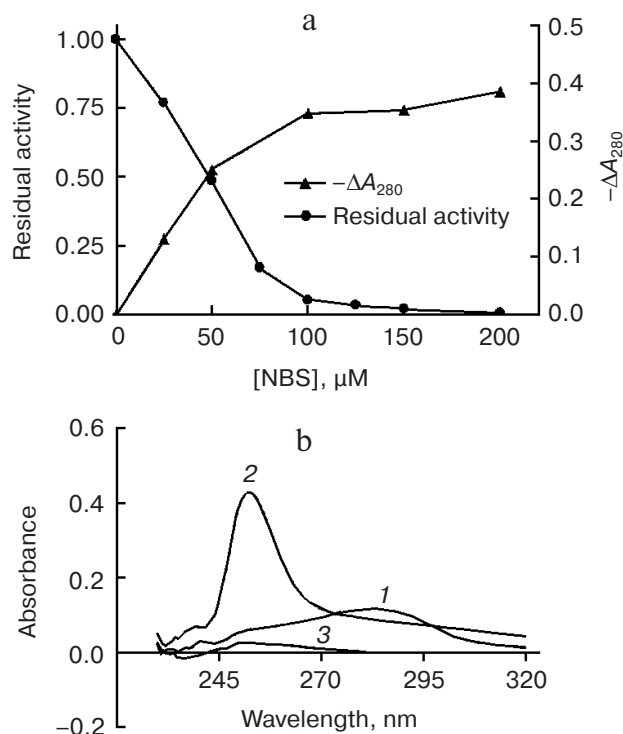 a
1.00
0.75
0.50
0.25
0.00
Residual activity
0.5
0.4
0.3
0.2
0.1
0.0
−ΔA280
−ΔA280
Residual activity
0 50 100 150 200
[NBS], μM
b
0.6
0.4
0.2
0.0
−0.2
Absorbance
2
1
3
245 270 295 320
Wavelength, nm